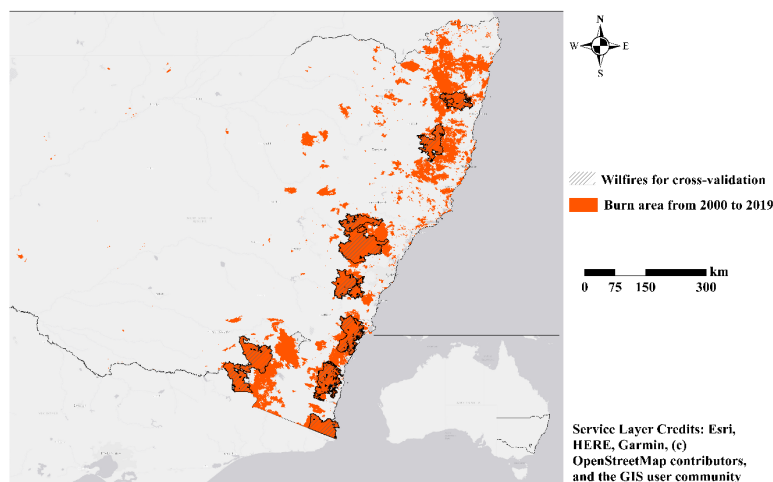 N
W E
S
Wilfires for cross-validation
Burn area from 2000 to 2019
km
0 75 150 300
Service Layer Credits: Esri,
HERE, Garmin, (c)
OpenStreetMap contributors,
and the GIS user community